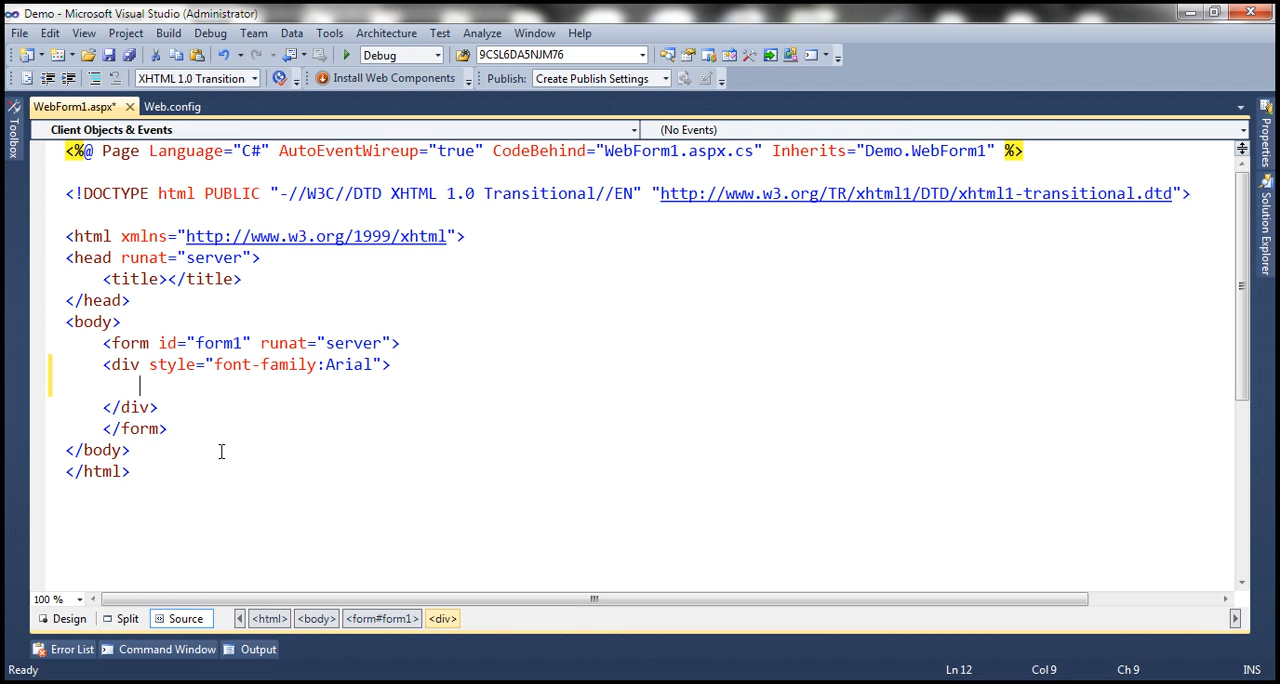 Demo - Microsoft Visual Studio (Administrator)
File Edit View Project Build Debug Team Data Tools Architecture Test Analyze Window Help
Debug 9CSL6DA5NJM76
XHTML 1.0 Transition Install Web Components Publish: Create Publish Settings
WebForm1.aspx* Web.config
Client Objects & Events (No Events)
<%@ Page Language="C#" AutoEventWireup="true" CodeBehind="WebForm1.aspx.cs" Inherits="Demo.WebForm1" %>
<!DOCTYPE html PUBLIC "-//W3C//DTD XHTML 1.0 Transitional//EN" "http://www.w3.org/TR/xhtml1/DTD/xhtml1-transitional.dtd">
<html xmlns="http://www.w3.org/1999/xhtml">
<head runat="server">
<title></title>
</head>
<body>
<form id="form1" runat="server">
<div style="font-family:Arial">
</div>
</form>
</body>
</html>
Toolbox
Properties
Solution Explorer
100 %
Design Split Source <html> <body> <form#form1> <div>
Error List Command Window Output
Ready Ln 12 Col 9 Ch 9 INS